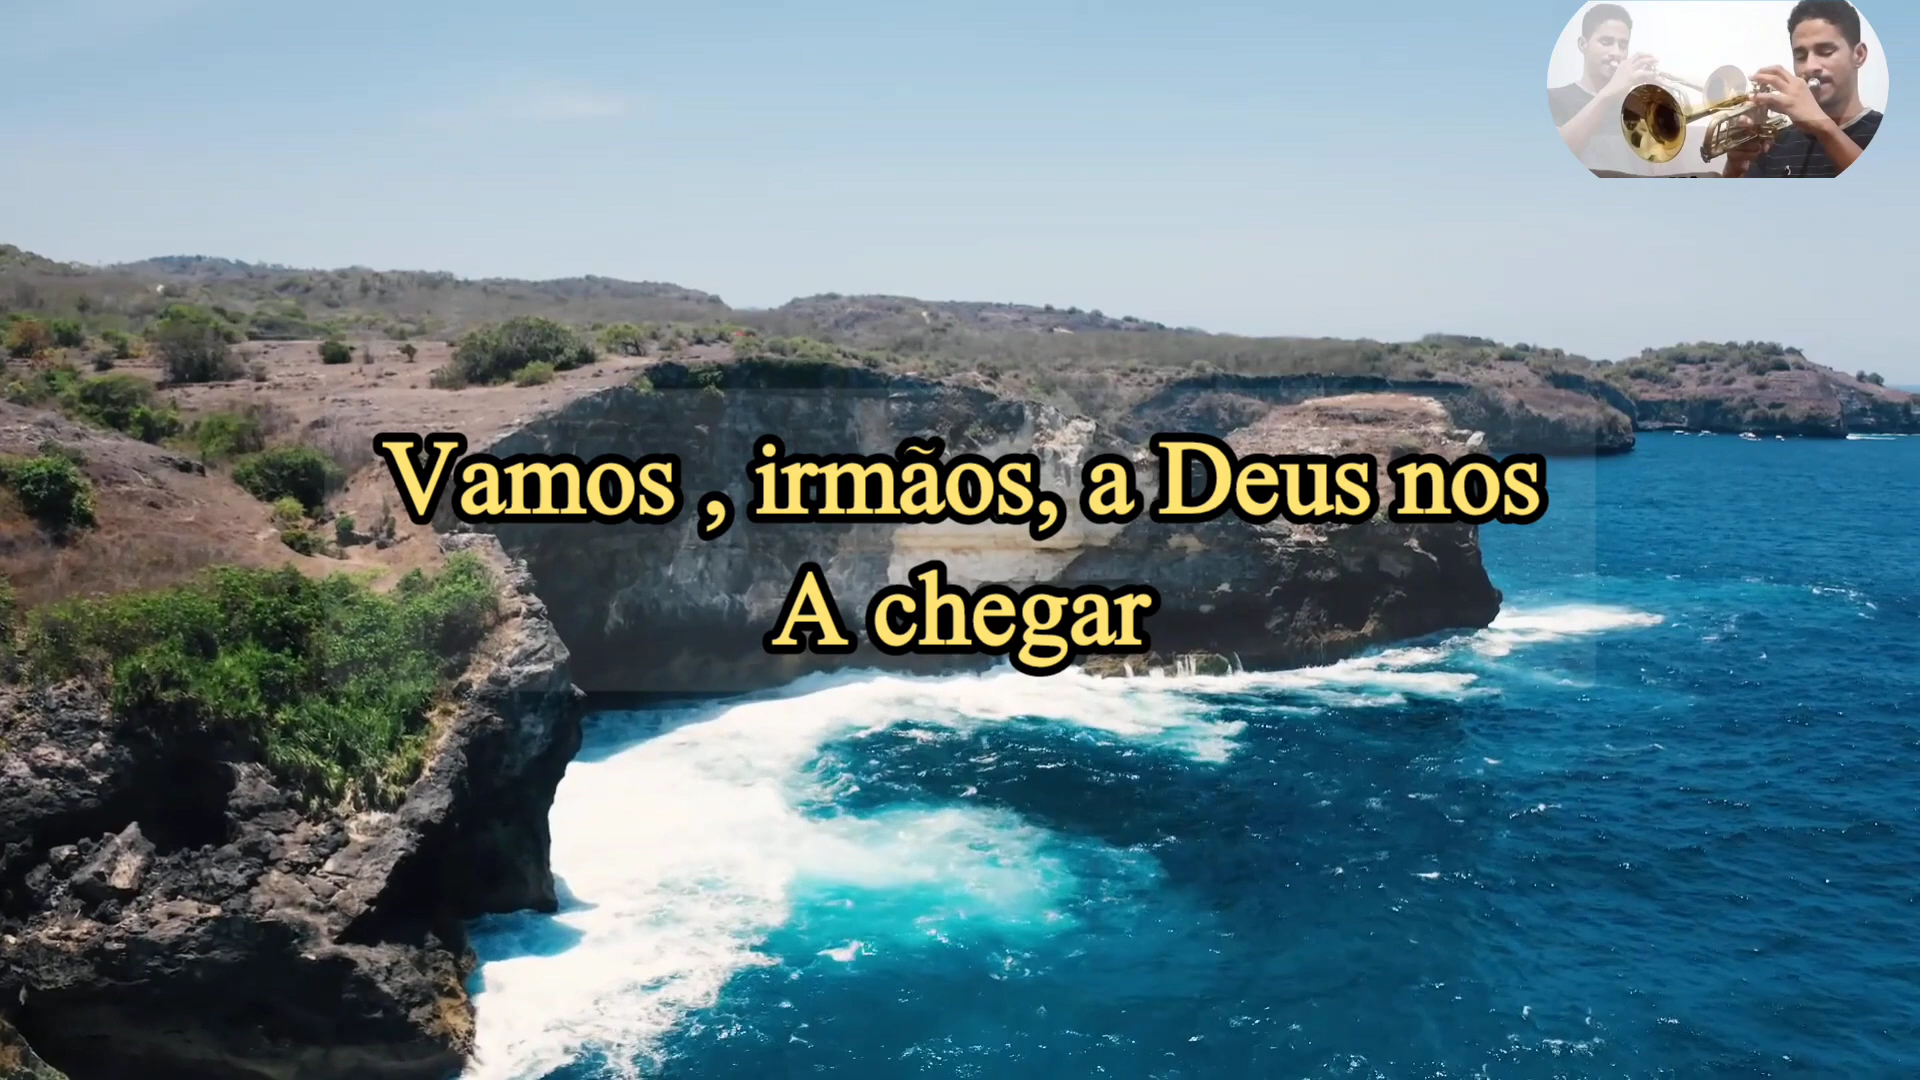 Vamos , irmãos, a Deus nos
A chegar